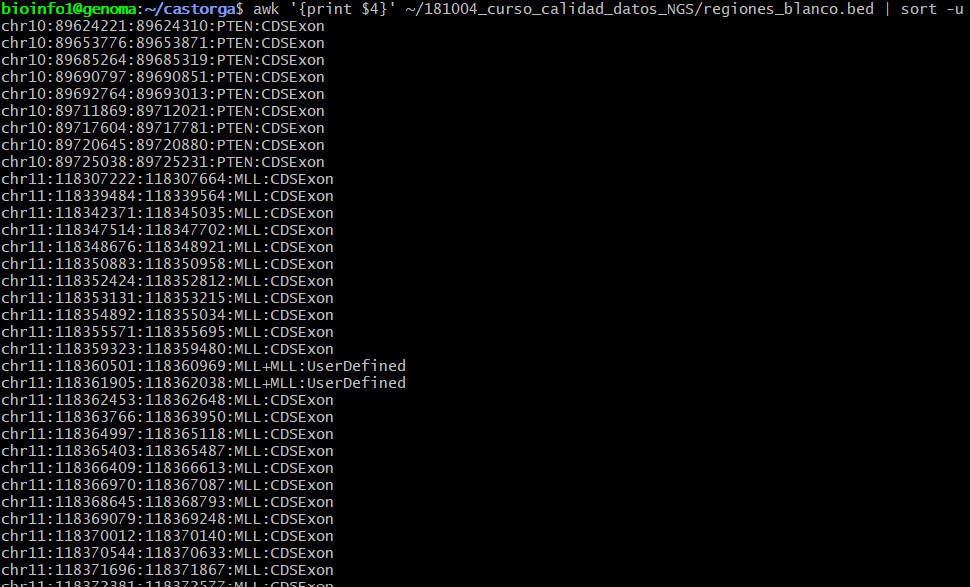 bioinfo1@genoma:~/castorga$ awk '{print $4}' ~/181004_curso_calidad_datos_NGS/regiones_blanco.bed | sort -u
chr10:89624221:89624310:PTEN:CDSExon
chr10:89653776:89653871:PTEN:CDSExon
chr10:89685264:89685319:PTEN:CDSExon
chr10:89690797:89690851:PTEN:CDSExon
chr10:89692764:89693013:PTEN:CDSExon
chr10:89711869:89712021:PTEN:CDSExon
chr10:89717604:89717781:PTEN:CDSExon
chr10:89720645:89720880:PTEN:CDSExon
chr10:89725038:89725231:PTEN:CDSExon
chr11:118307222:118307664:MLL:CDSExon
chr11:118339484:118339564:MLL:CDSExon
chr11:118342371:118345035:MLL:CDSExon
chr11:118347514:118347702:MLL:CDSExon
chr11:118348676:118348921:MLL:CDSExon
chr11:118350883:118350958:MLL:CDSExon
chr11:118352424:118352812:MLL:CDSExon
chr11:118353131:118353215:MLL:CDSExon
chr11:118354892:118355034:MLL:CDSExon
chr11:118355571:118355695:MLL:CDSExon
chr11:118359323:118359480:MLL:CDSExon
chr11:118360501:118360969:MLL+MLL:UserDefined
chr11:118361905:118362038:MLL+MLL:UserDefined
chr11:118362453:118362648:MLL:CDSExon
chr11:118363766:118363950:MLL:CDSExon
chr11:118364997:118365118:MLL:CDSExon
chr11:118365403:118365487:MLL:CDSExon
chr11:118366409:118366613:MLL:CDSExon
chr11:118366970:118367087:MLL:CDSExon
chr11:118368645:118368793:MLL:CDSExon
chr11:118369079:118369248:MLL:CDSExon
chr11:118370012:118370140:MLL:CDSExon
chr11:118370544:118370633:MLL:CDSExon
chr11:118371696:118371867:MLL:CDSExon
chr11:118372381:118372577:MLL:CDSExon